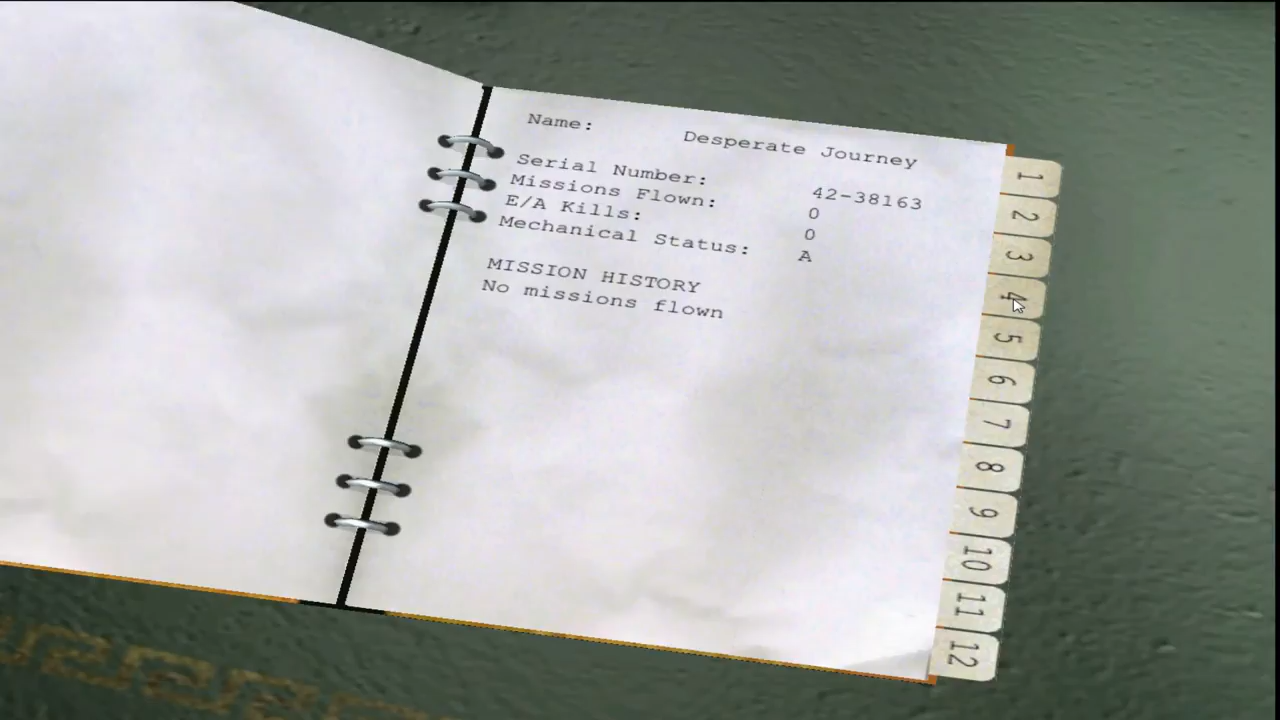 Name: Desperate Journey
Serial Number: 42-38163
Missions Flown: 0
E/A Kills: 0
Mechanical Status: A
MISSION HISTORY
No missions flown
1
2
3
4
5
6
7
8
9
10
11
12